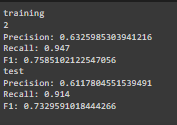 training
2
Precision: 0.6325985303941216
Recall: 0.947
F1: 0.7585102122547056
test
Precision: 0.6117804551539491
Recall: 0.914
F1: 0.7329591018444266